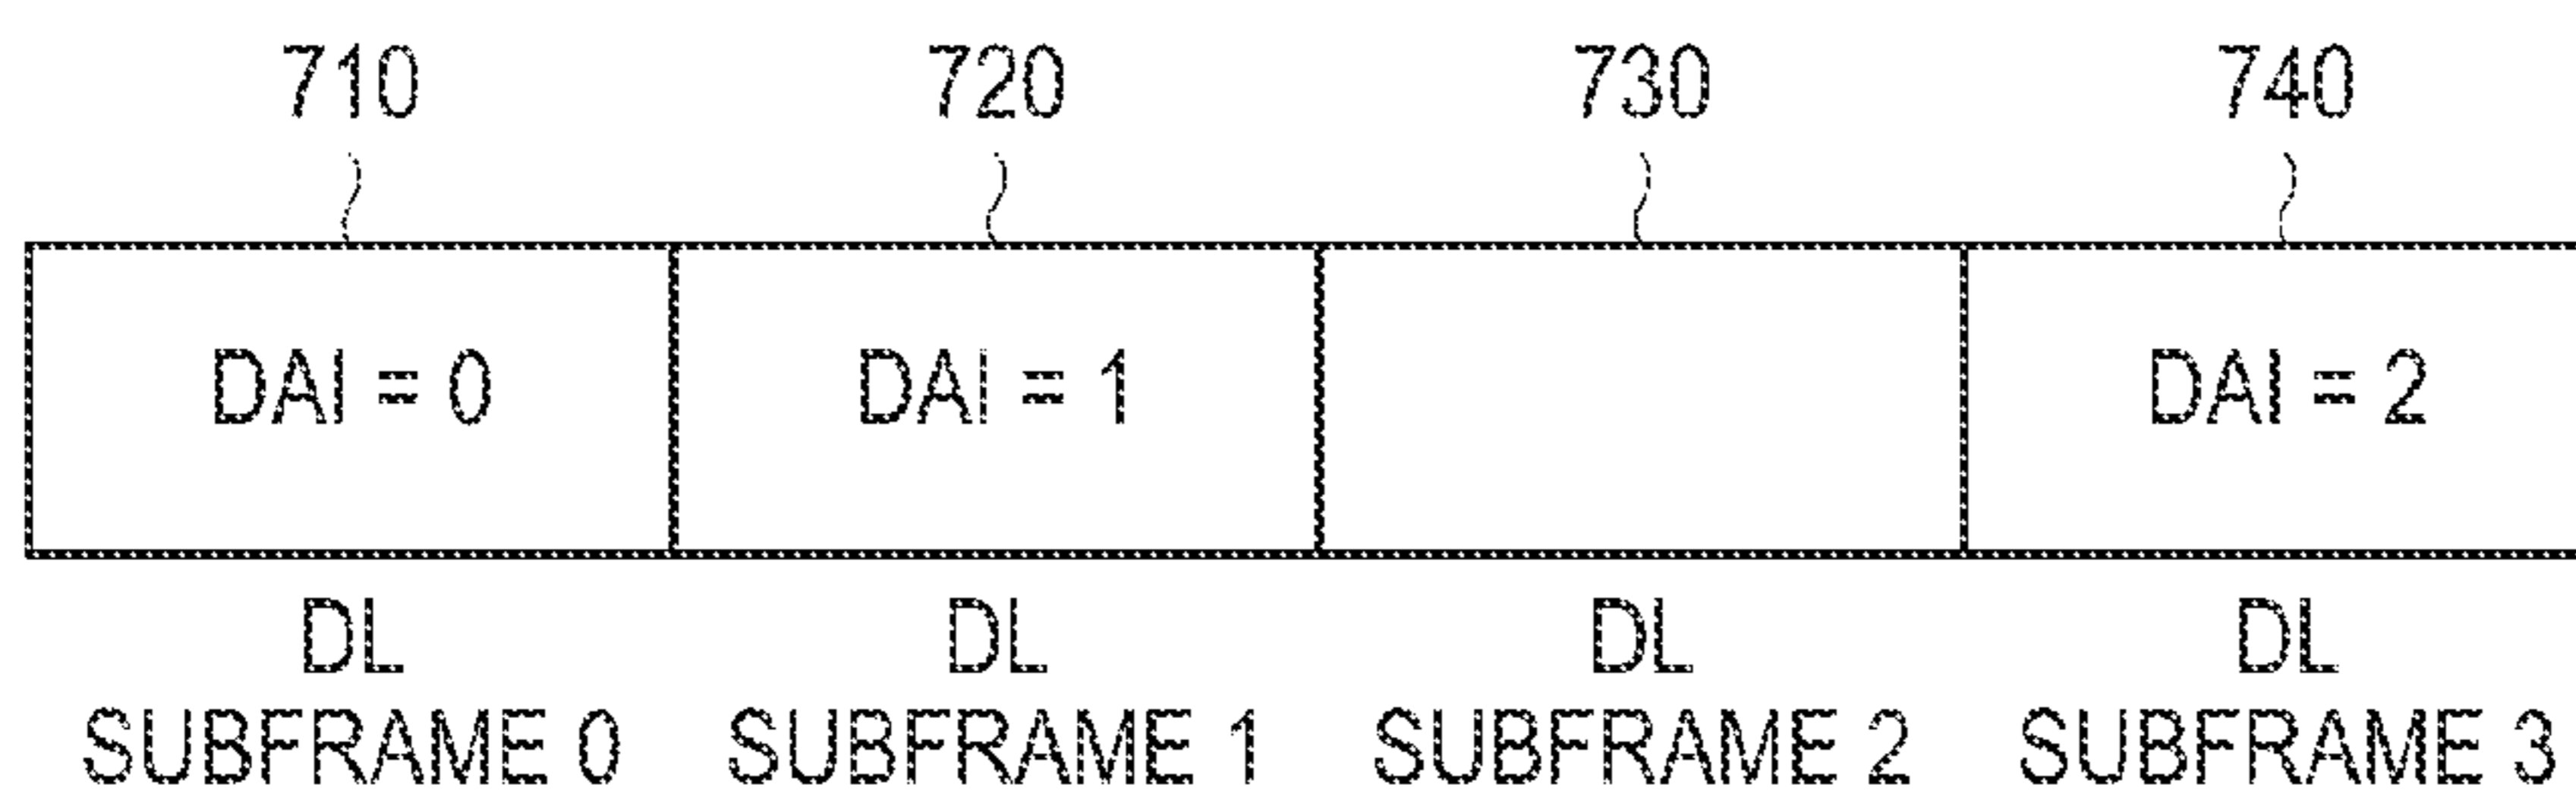 710 720 730 740
DAI = 0 DAI = 1 DAI = 2
DL DL DL DL
SUBFRAME 0 SUBFRAME 1 SUBFRAME 2 SUBFRAME 3